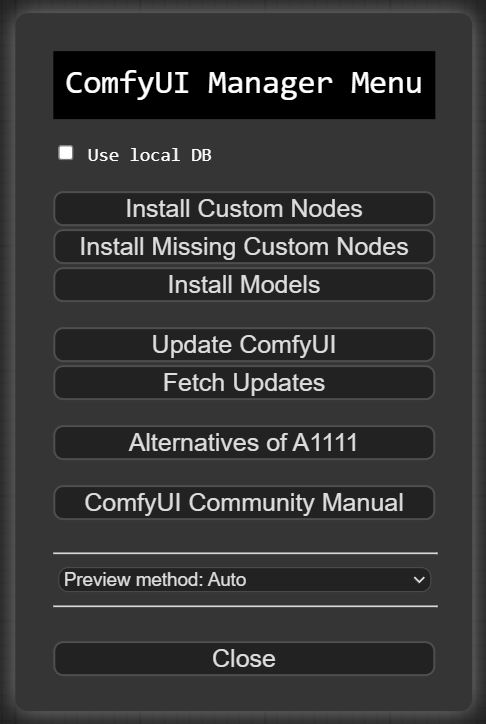 ComfyUI Manager Menu
Use local DB
Install Custom Nodes
Install Missing Custom Nodes
Install Models
Update ComfyUI
Fetch Updates
Alternatives of A1111
ComfyUI Community Manual
Preview method: Auto
Close